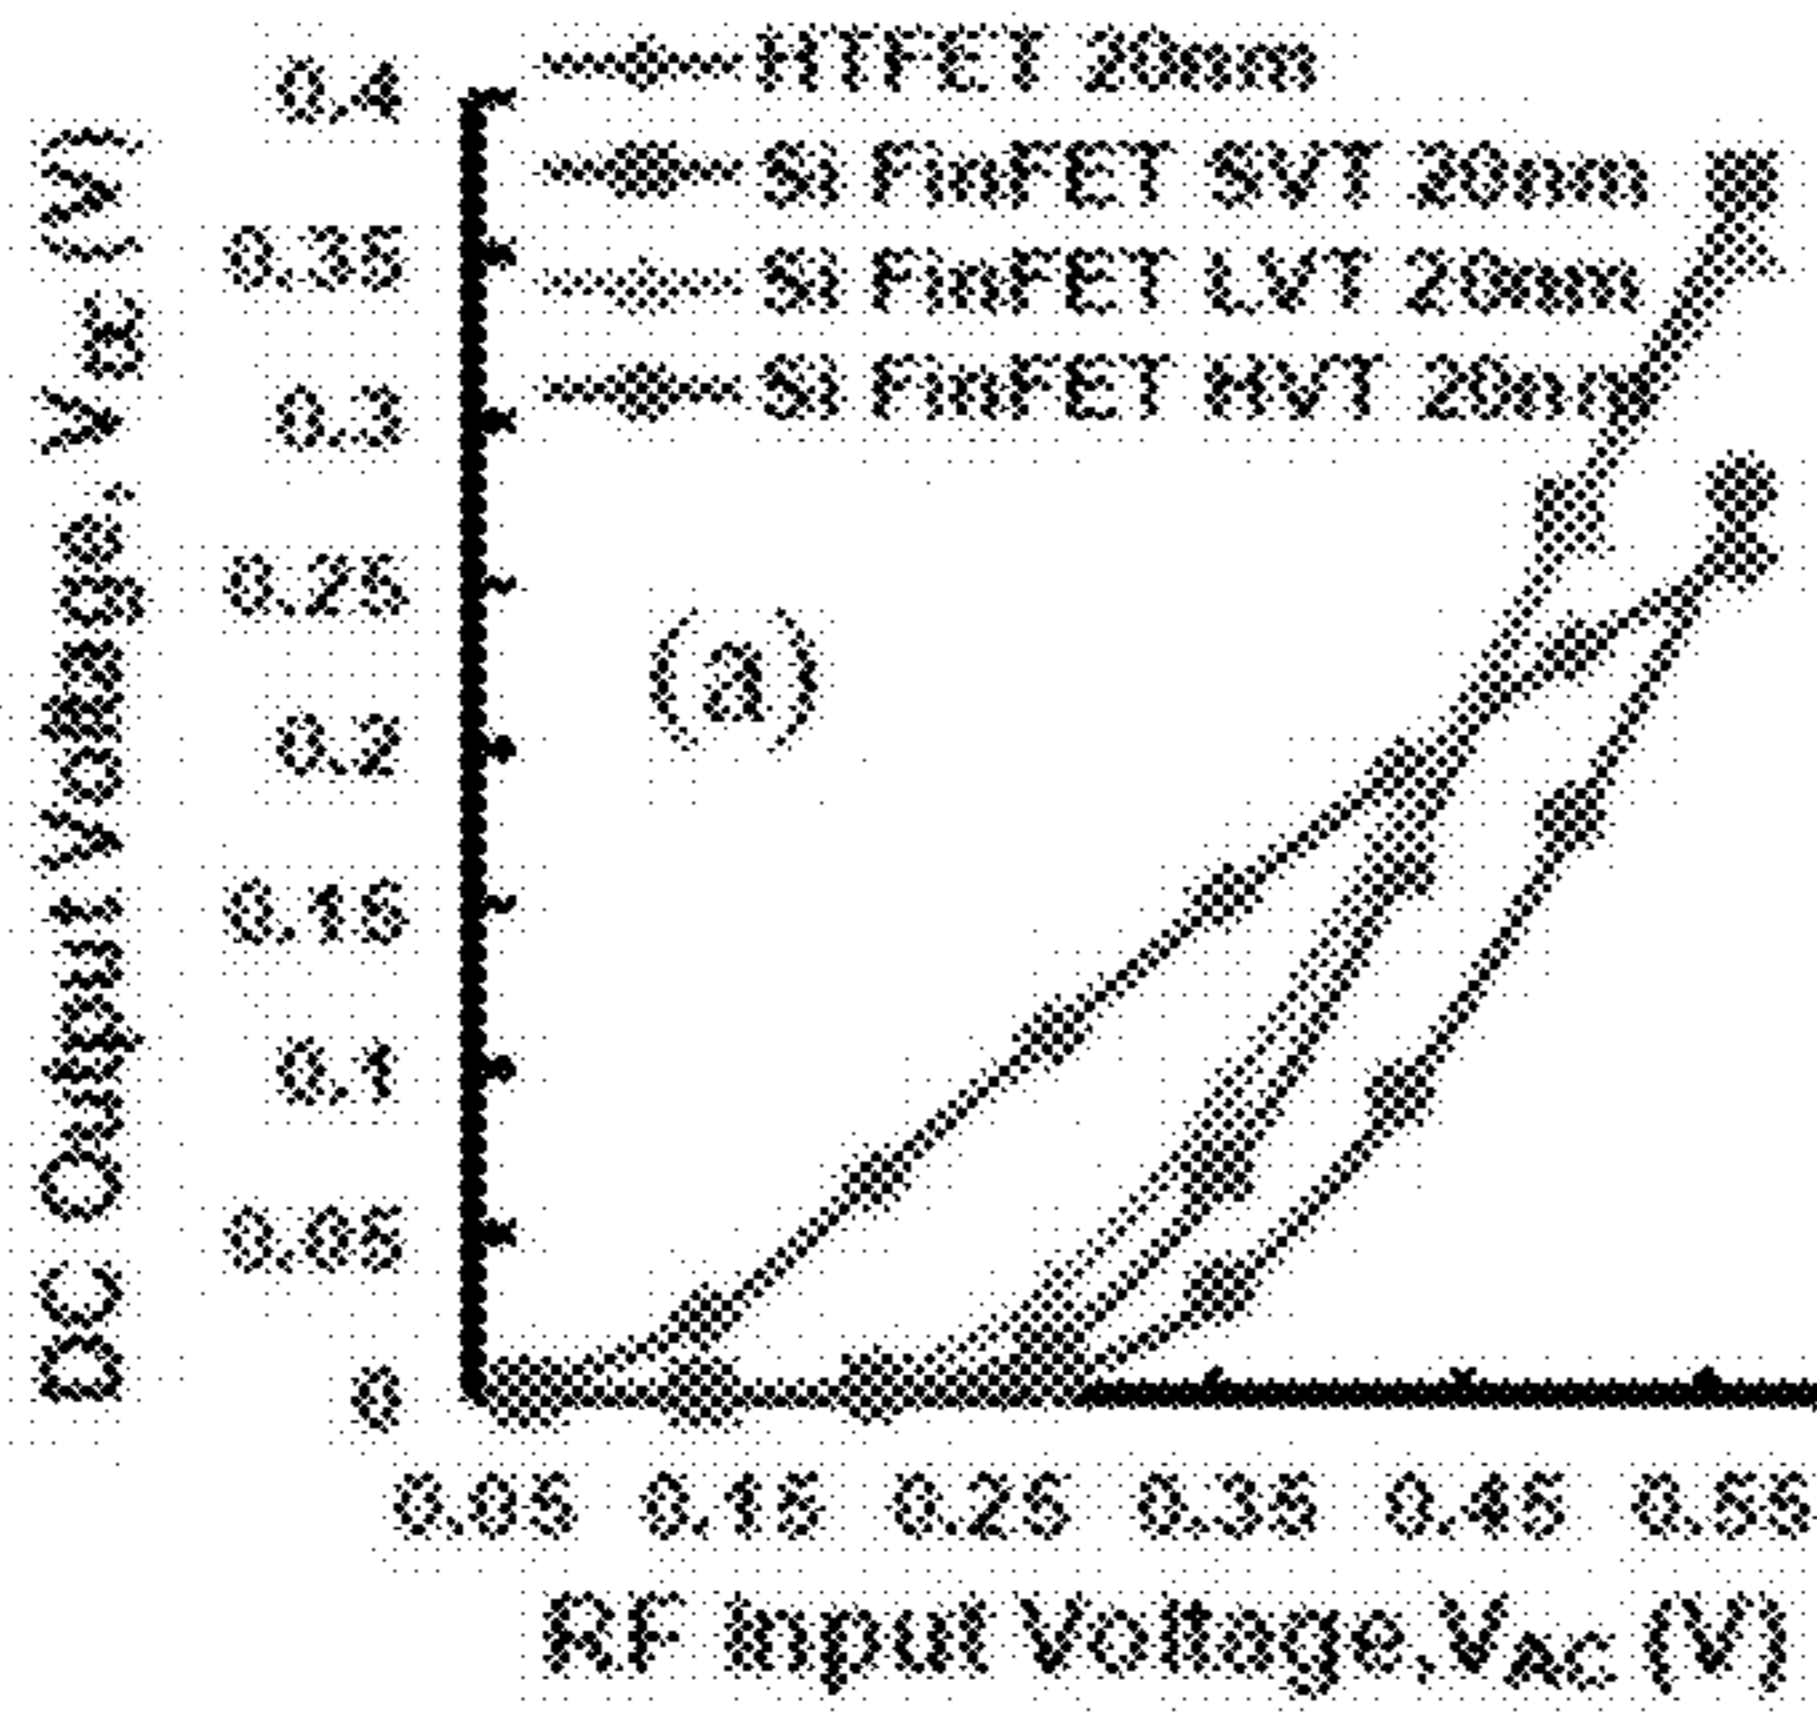 HTFET 20nm
Si FinFET SVT 20nm
Si FinFET LVT 20nm
Si FinFET HVT 20nm
DC Output Voltage, VDC (V)
0.4
0.35
0.3
0.25
0.2
0.15
0.1
0.05
0
(a)
0.05 0.15 0.25 0.35 0.45 0.55
RF Input Voltage,VAC (V)